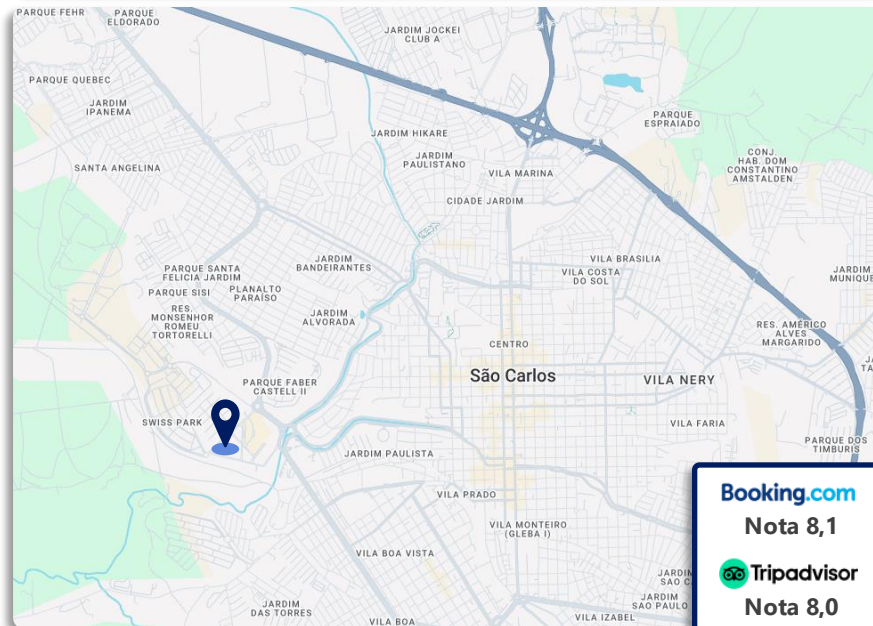 PARQUE FEHR
PARQUE
ELDORADO
JARDIM JOCKEI
CLUB A
PARQUE QUEBEC
JARDIM
IPANEMA
PARQUE
ESPRAIADO
JARDIM HIKARE
JARDIM
PAULISTANO
SANTA ANGELINA
VILA MARINA
CONJ.
HAB. DOM
CONSTANTINO
AMSTALDEN
CIDADE JARDIM
JARDIM
BANDEIRANTES
VILA BRASILIA
PARQUE SANTA
FELICIA JARDIM
VILA COSTA
DO SOL
JARDIM
MUNIQUE
PARQUE SISI
PLANALTO
PARAÍSO
RES.
MONSENHOR
ROMEU
TORTORELLI
JARDIM
ALVORADA
RES. AMÉRICO
ALVES
MARGARIDO
CENTRO
São Carlos
VILA NERY
PARQUE FABER
CASTELL II
SWISS PARK
VILA FARIA
PARQUE DOS
TIMBURIS
JARDIM PAULISTA
VILA PRADO
VILA MONTEIRO
(GLEBA I)
VILA BOA VISTA
JARDIM
DAS TORRES
VILA BOA
JARDIM
SÃO PAULO
VILA IZABEL
Booking.com
Nota 8,1
Tripadvisor
Nota 8,0